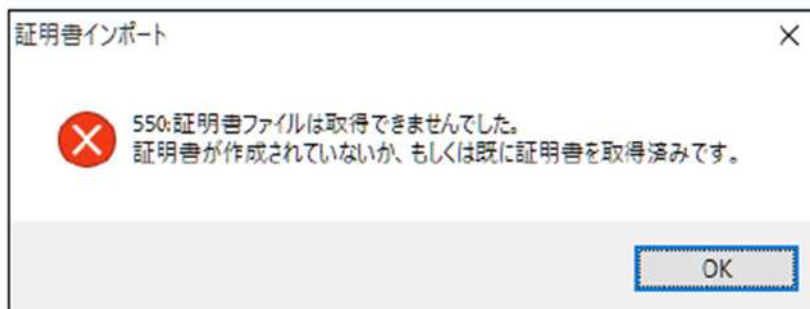 証明書インポート
550:証明書ファイルは取得できませんでした。
証明書が作成されていないか、もしくは既に証明書を取得済みです。
OK